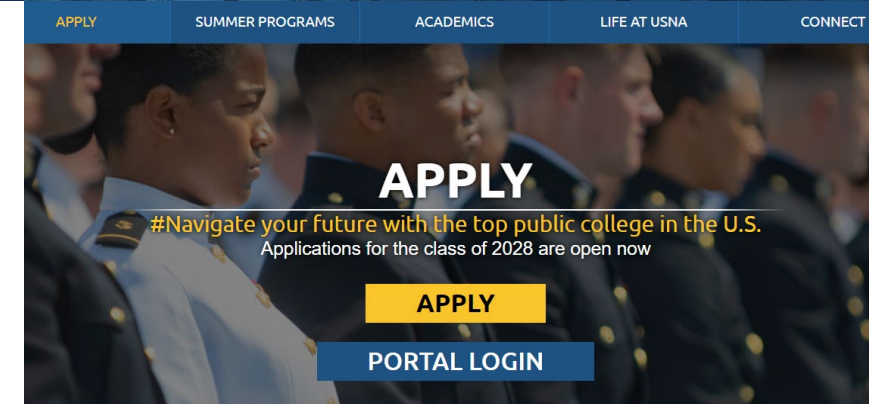 APPLY
SUMMER PROGRAMS
ACADEMICS
LIFE AT USNA
CONNECT
APPLY
#Navigate your future with the top public college in the U.S.
Applications for the class of 2028 are open now
APPLY
PORTAL LOGIN